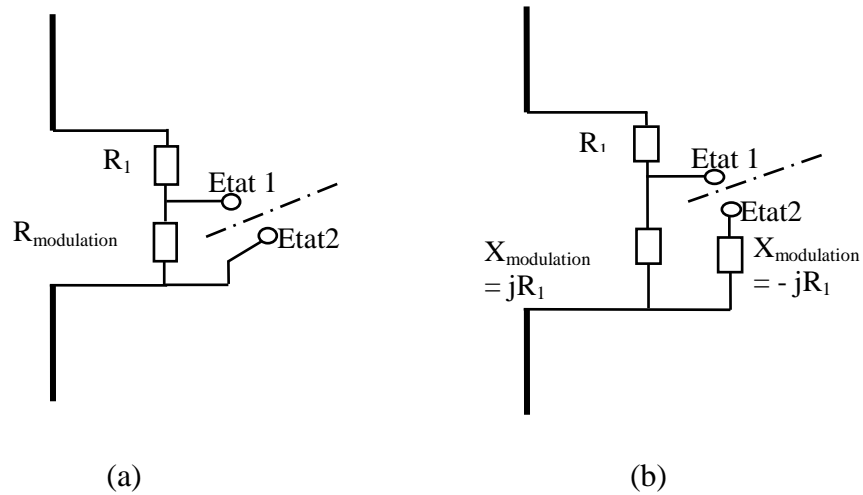 R1
Etat 1
Rmodulation
Etat2
(a)
R1
Etat 1
Etat2
Xmodulation
= jR1
Xmodulation
= - jR1
(b)